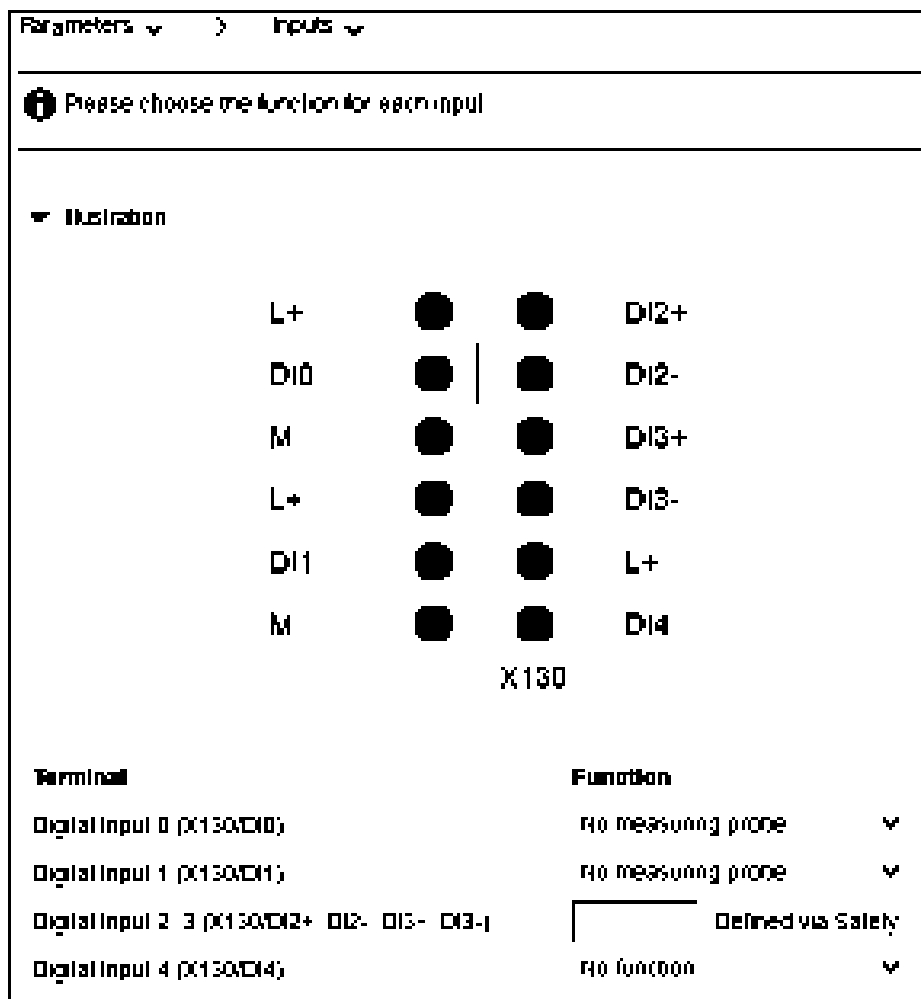 Parameters > Inputs
Please choose the function for each input
Illustration
L+ DI2+
DI0 DI2-
M DI3+
L+ DI3-
DI1 L+
M DI4
X130
Terminal Function
Digital input 0 (X130/DI0) No measuring probe
Digital input 1 (X130/DI1) No measuring probe
Digital input 2 3 (X130/DI2+ DI2- DI3+ DI3-) Defined via Safety
Digital input 4 (X130/DI4) No function